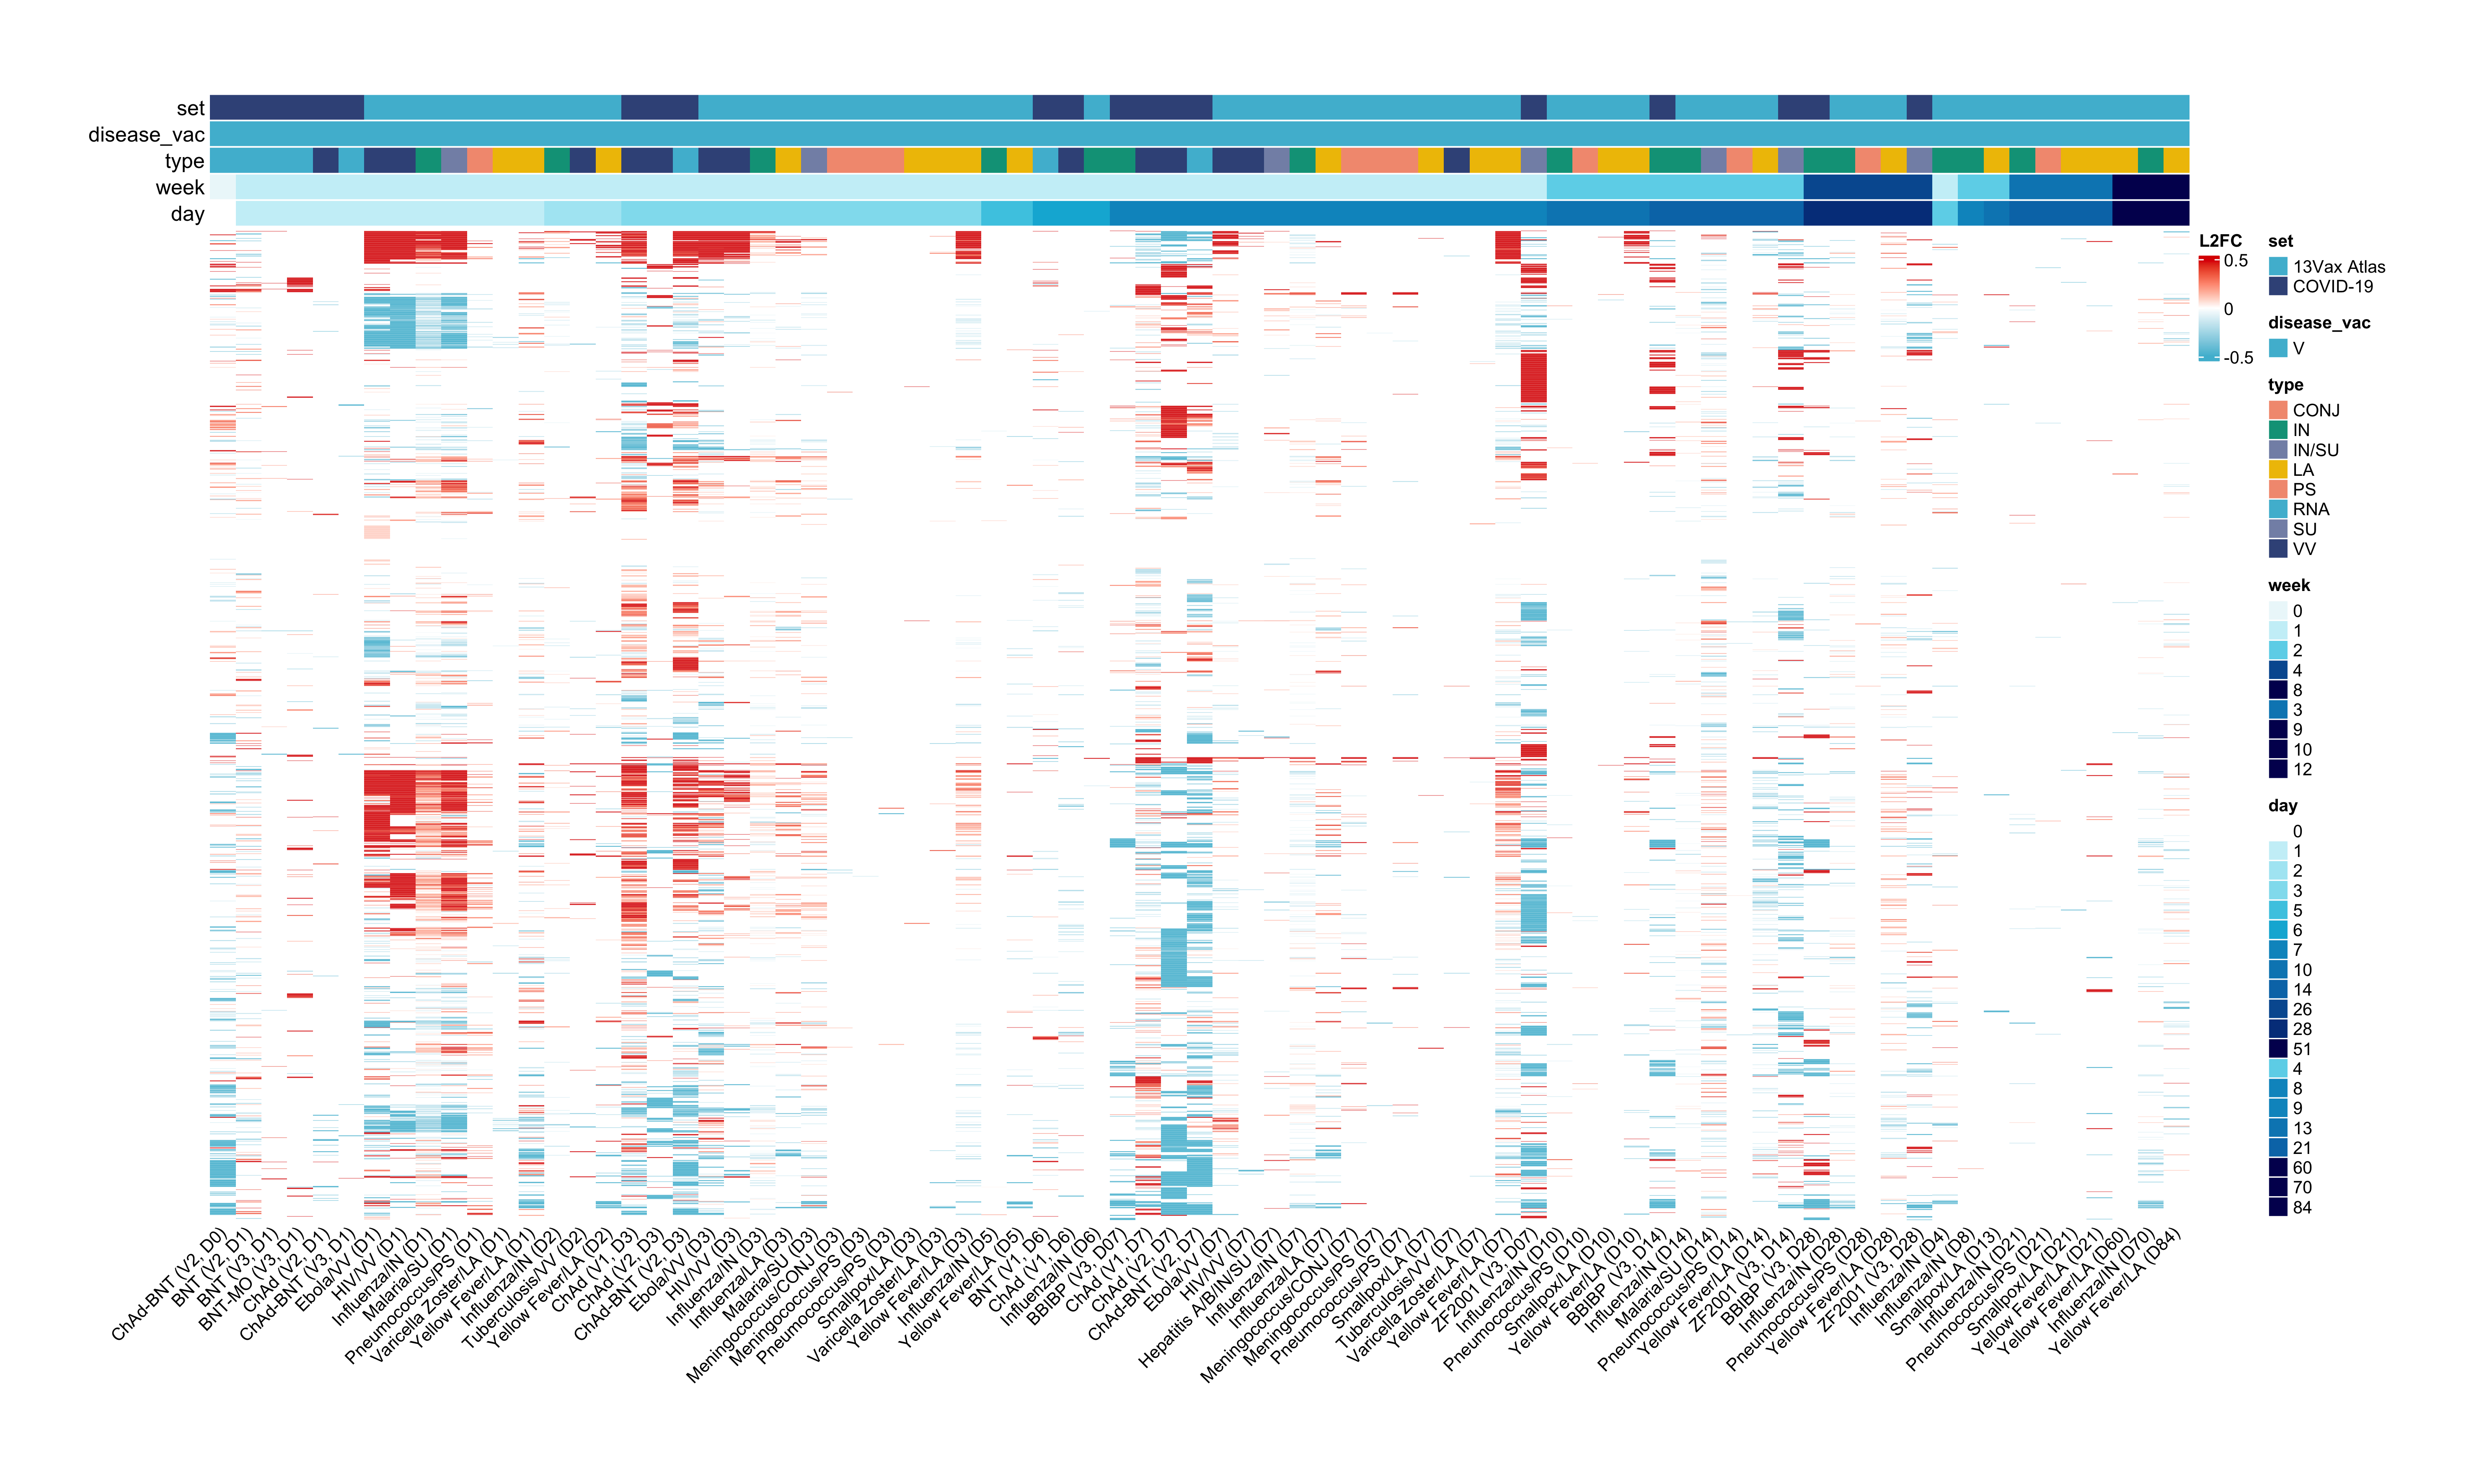 set
disease_vac
type
week
day
L2FC
0.5
0
-0.5
set
13Vax Atlas
COVID-19
disease_vac
V
type
CONJ
IN
IN/SU
LA
PS
RNA
SU
VV
week
0
1
2
4
8
3
9
10
12
day
0
1
2
3
5
6
7
10
14
26
28
51
4
8
9
13
21
60
70
84
ChAd-BNT (V2, D0)
BNT (V2, D1)
BNT (V3, D1)
BNT-MO (V3, D1)
ChAd (V2, D1)
ChAd-BNT (V3, D1)
Ebola/VV (D1)
HIV/VV (D1)
Influenza/IN (D1)
Malaria/SU (D1)
Pneumococcus/PS (D1)
Varicella Zoster/LA (D1)
Yellow Fever/LA (D1)
Influenza/IN (D2)
Tuberculosis/VV (D2)
Yellow Fever/LA (D2)
ChAd (V1, D3)
ChAd (V2, D3)
ChAd-BNT (V2, D3)
Ebola/VV (D3)
HIV/VV (D3)
Influenza/IN (D3)
Influenza/LA (D3)
Malaria/SU (D3)
Meningococcus/CONJ (D3)
Meningococcus/PS (D3)
Pneumococcus/PS (D3)
Smallpox/LA (D3)
Varicella Zoster/LA (D3)
Yellow Fever/LA (D3)
Influenza/IN (D5)
Yellow Fever/LA (D5)
BNT (V1, D6)
ChAd (V1, D6)
Influenza/IN (D6)
BBIBP (V3, D07)
ChAd (V1, D7)
ChAd (V2, D7)
ChAd-BNT (V2, D7)
Ebola/VV (D7)
HIV/VV (D7)
Hepatitis A/B/IN/SU (D7)
Influenza/IN (D7)
Influenza/LA (D7)
Meningococcus/CONJ (D7)
Meningococcus/PS (D7)
Pneumococcus/PS (D7)
Smallpox/LA (D7)
Tuberculosis/VV (D7)
Varicella Zoster/LA (D7)
Yellow Fever/LA (D7)
ZF2001 (V3, D07)
Influenza/IN (D10)
Pneumococcus/PS (D10)
Smallpox/LA (D10)
Yellow Fever/LA (D10)
BBIBP (V3, D14)
Influenza/IN (D14)
Malaria/SU (D14)
Pneumococcus/PS (D14)
Yellow Fever/LA (D14)
ZF2001 (V3, D14)
BBIBP (V3, D28)
Influenza/IN (D28)
Pneumococcus/PS (D28)
Yellow Fever/LA (D28)
ZF2001 (V3, D28)
Influenza/IN (D4)
Influenza/IN (D8)
Smallpox/LA (D13)
Influenza/IN (D21)
Pneumococcus/PS (D21)
Smallpox/LA (D21)
Yellow Fever/LA (D21)
Yellow Fever/LA (D60)
Influenza/IN (D70)
Yellow Fever/LA (D84)